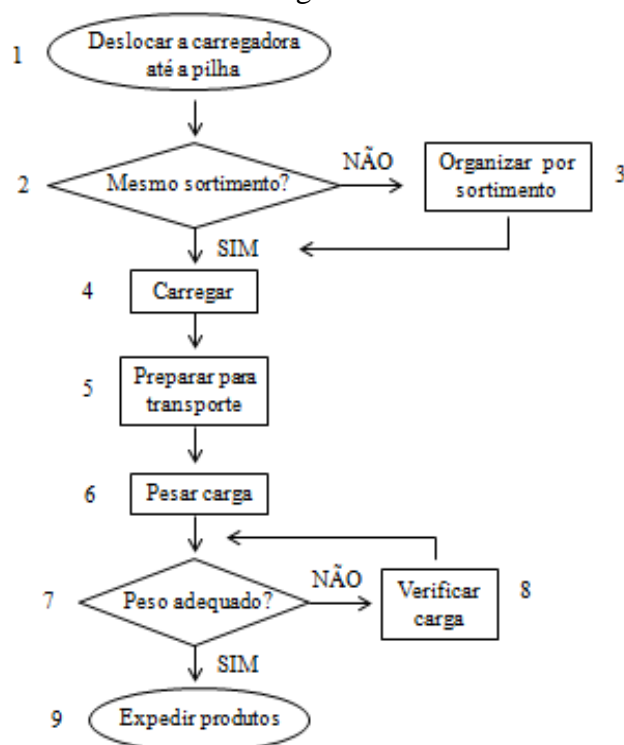 1
Deslocar a carregadora
até a pilha
2
Mesmo sortimento?
NÃO
Organizar por
sortimento
3
SIM
4
Carregar
5
Preparar para
transporte
6
Pesar carga
7
Peso adequado?
NÃO
Verificar
carga
8
SIM
9
Expedir produtos